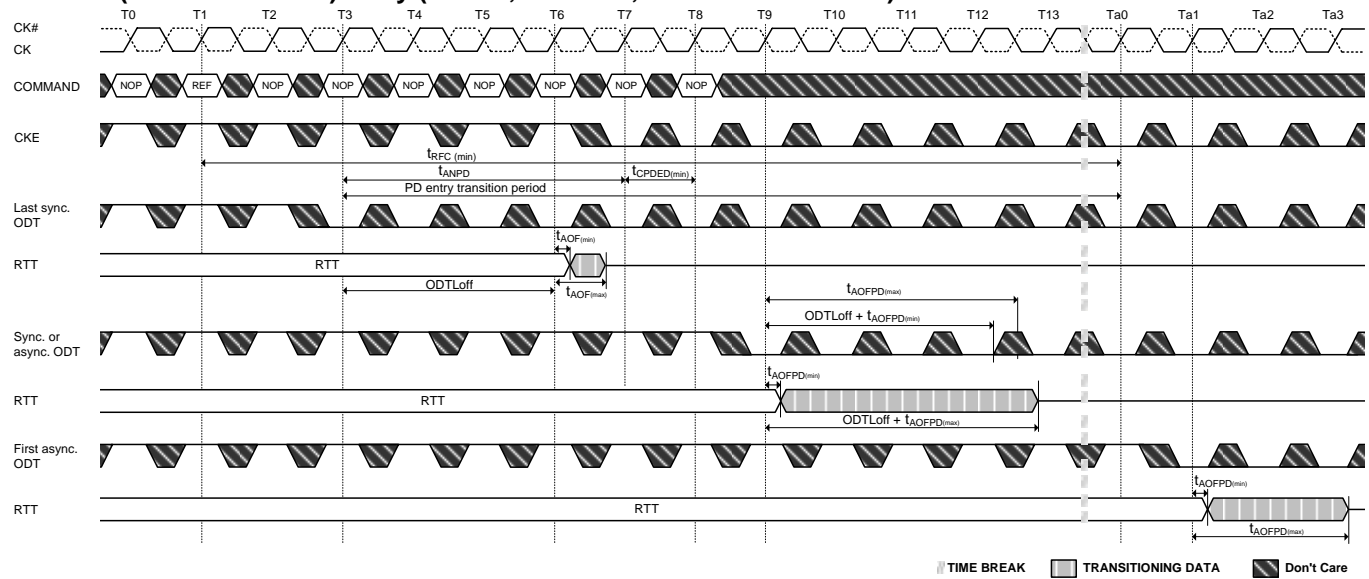 T0 T1 T2 T3 T4 T5 T6 T7 T8 T9 T10 T11 T12 T13 Ta0 Ta1 Ta2 Ta3
CK#
CK
COMMAND NOP REF NOP NOP NOP NOP NOP NOP NOP
CKE
tRFC (min)
tANPD tCPDED(min)
PD entry transition period
Last sync.
ODT
tAOF(min)
RTT RTT
ODTLoff tAOF(max)
tAOFPD(max)
ODTLoff + tAOFPD(min)
Sync. or
async. ODT
tAOFPD(min)
RTT RTT
ODTLoff + tAOFPD(max)
First async.
ODT
tAOFPD(min)
RTT RTT
tAOFPD(max)
TIME BREAK TRANSITIONING DATA Don't Care